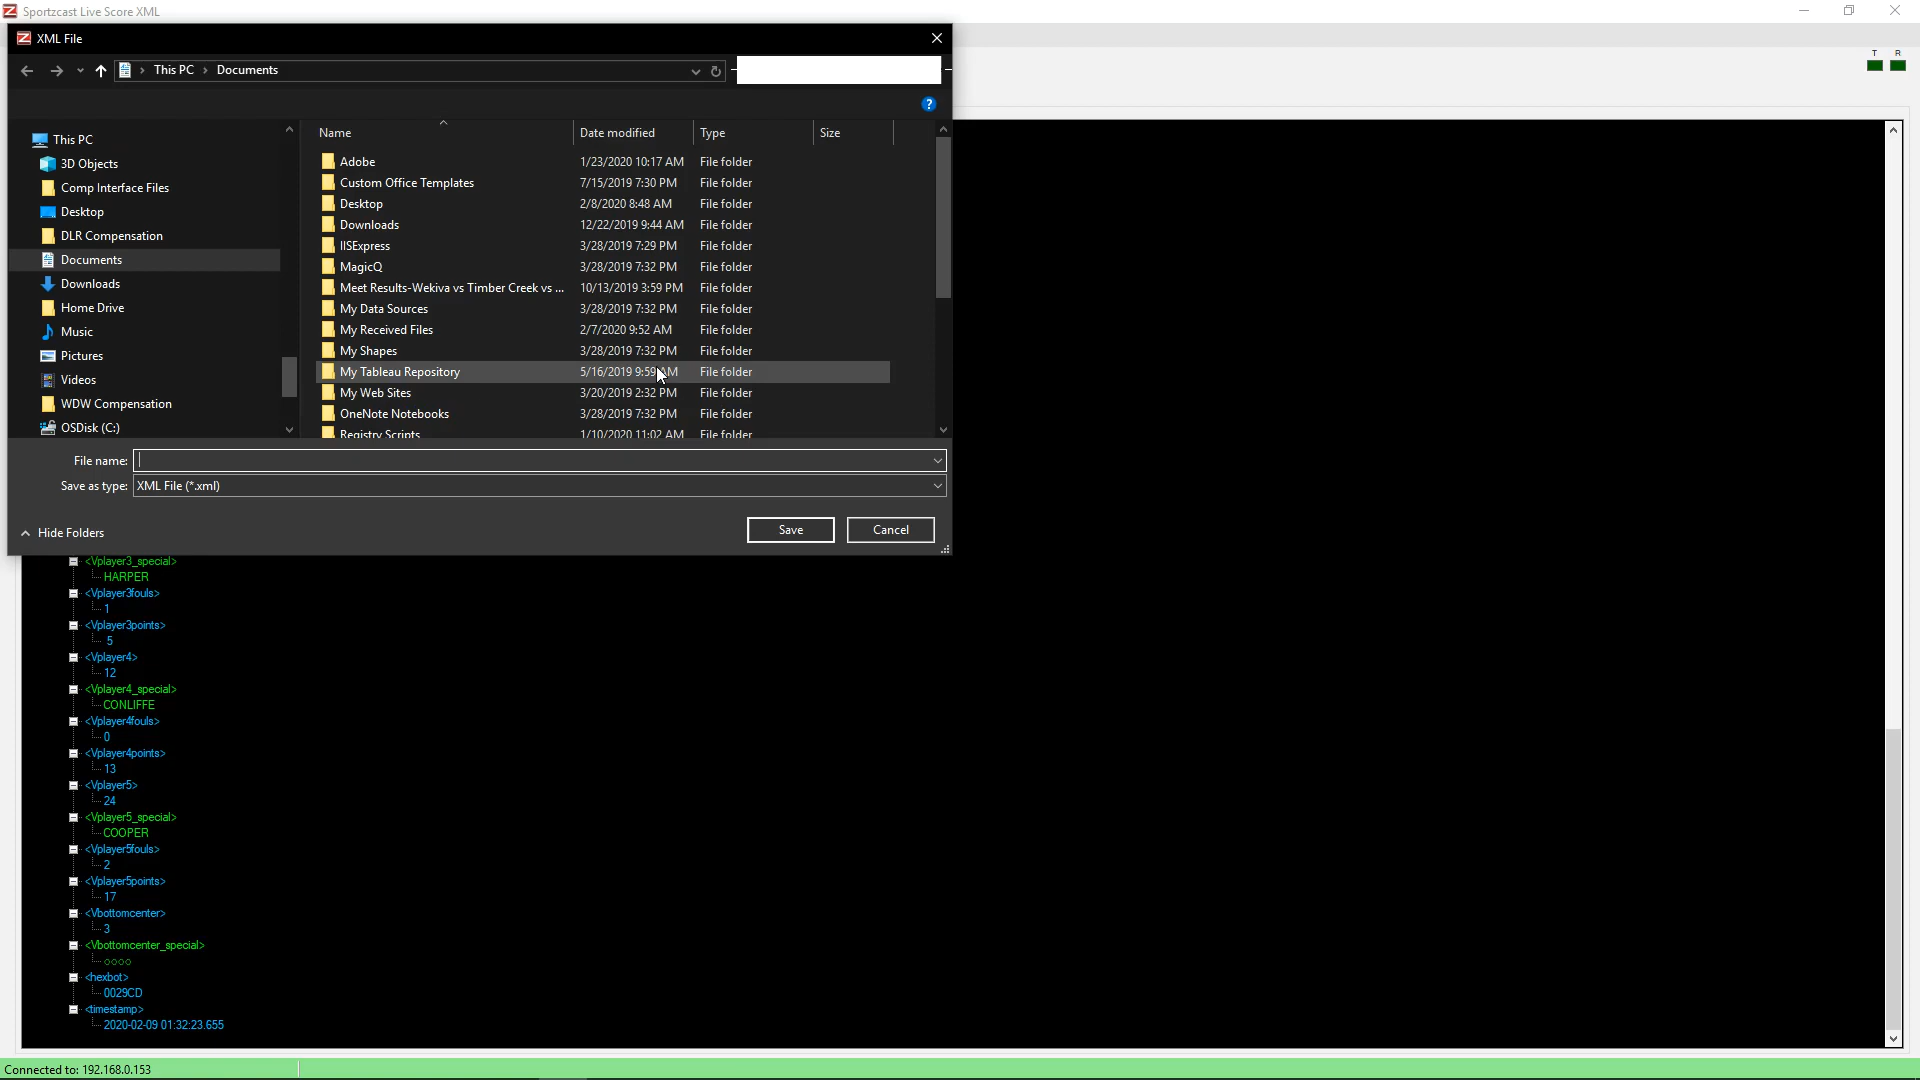 Sportzcast Live Score XML
XML File
This PC > Documents
T R
This PC
3D Objects
Comp Interface Files
Desktop
DLR Compensation
Documents
Downloads
Home Drive
Music
Pictures
Videos
WDW Compensation
OSDisk (C:)
Name Date modified Type Size
Adobe 1/23/2020 10:17 AM File folder
Custom Office Templates 7/15/2019 7:30 PM File folder
Desktop 2/8/2020 8:48 AM File folder
Downloads 12/22/2019 9:44 AM File folder
IISExpress 3/28/2019 7:29 PM File folder
MagicQ 3/28/2019 7:32 PM File folder
Meet Results-Wekiva vs Timber Creek vs ... 10/13/2019 3:59 PM File folder
My Data Sources 3/28/2019 7:32 PM File folder
My Received Files 2/7/2020 9:52 AM File folder
My Shapes 3/28/2019 7:32 PM File folder
My Tableau Repository 5/16/2019 9:59 AM File folder
My Web Sites 3/20/2019 2:32 PM File folder
OneNote Notebooks 3/28/2019 7:32 PM File folder
Registry Scripts 1/10/2020 11:02 AM File folder
File name:
Save as type: XML File (*.xml)
Hide Folders
Save Cancel
<Vplayer3_special>
HARPER
<Vplayer3fouls>
1
<Vplayer3points>
5
<Vplayer4>
12
<Vplayer4_special>
CONLIFFE
<Vplayer4fouls>
0
<Vplayer4points>
13
<Vplayer5>
24
<Vplayer5_special>
COOPER
<Vplayer5fouls>
2
<Vplayer5points>
17
<Vbottomcenter>
3
<Vbottomcenter_special>
◇◇◇◇
<hexbot>
0029CD
<timestamp>
2020-02-09 01:32:23.655
Connected to: 192.168.0.153